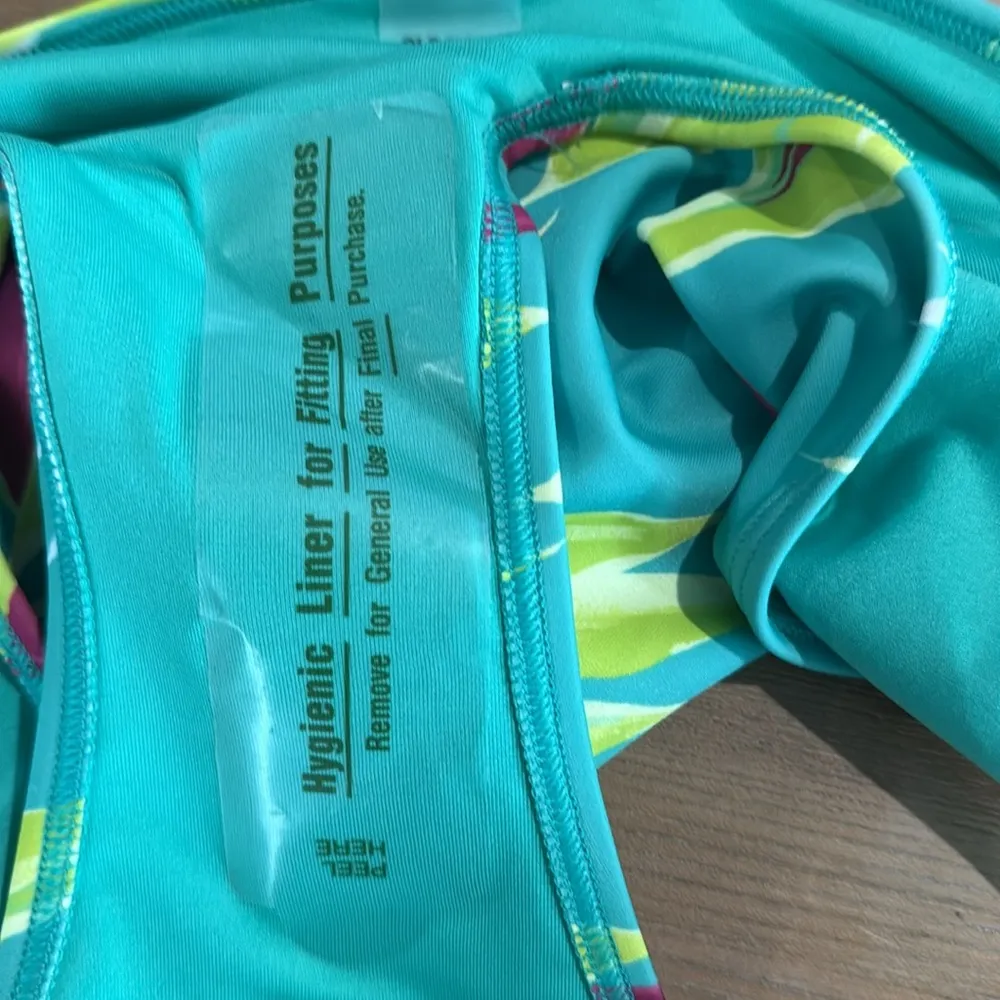 Hygienic Liner for Fitting Purposes
Remove for General Use after Final Purchase.
PEEL
HERE